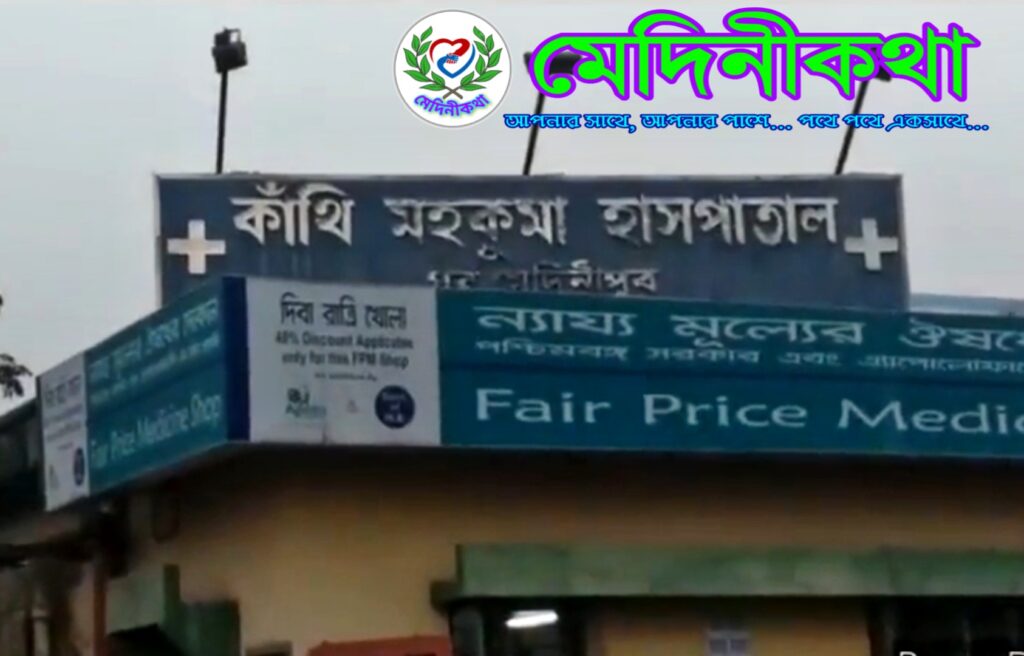 মেদিনীকথা
মেদিনীকথা
আপনার সাথে, আপনার পাশে... পথে পথে একসাথে...
কাঁথি মহকুমা হাসপাতাল
পূর্ব মেদিনীপুর
দিবা রাত্রি খোলা
48% Discount Applicable
only for this FPM Shop
ন্যায্য মূল্যের ঔষধে
পশ্চিমবঙ্গ সরকার এবং এ্যাপোলোফা
Fair Price Medic
Fair Price Medicine Shop